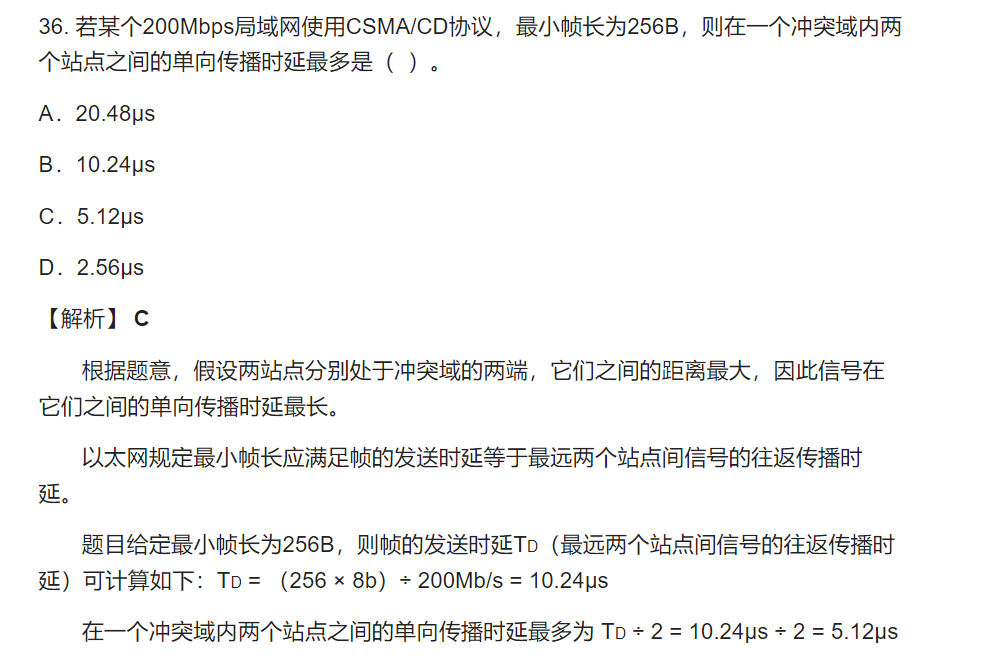 36. 若某个200Mbps局域网使用CSMA/CD协议，最小帧长为256B，则在一个冲突域内两
个站点之间的单向传播时延最多是（  ）。
A．20.48μs
B．10.24μs
C．5.12μs
D．2.56μs
【解析】 C
根据题意，假设两站点分别处于冲突域的两端，它们之间的距离最大，因此信号在
它们之间的单向传播时延最长。
以太网规定最小帧长应满足帧的发送时延等于最远两个站点间信号的往返传播时
延。
题目给定最小帧长为256B，则帧的发送时延TD（最远两个站点间信号的往返传播时
延）可计算如下：TD = （256 × 8b）÷ 200Mb/s = 10.24μs
在一个冲突域内两个站点之间的单向传播时延最多为 TD ÷ 2 = 10.24μs ÷ 2 = 5.12μs